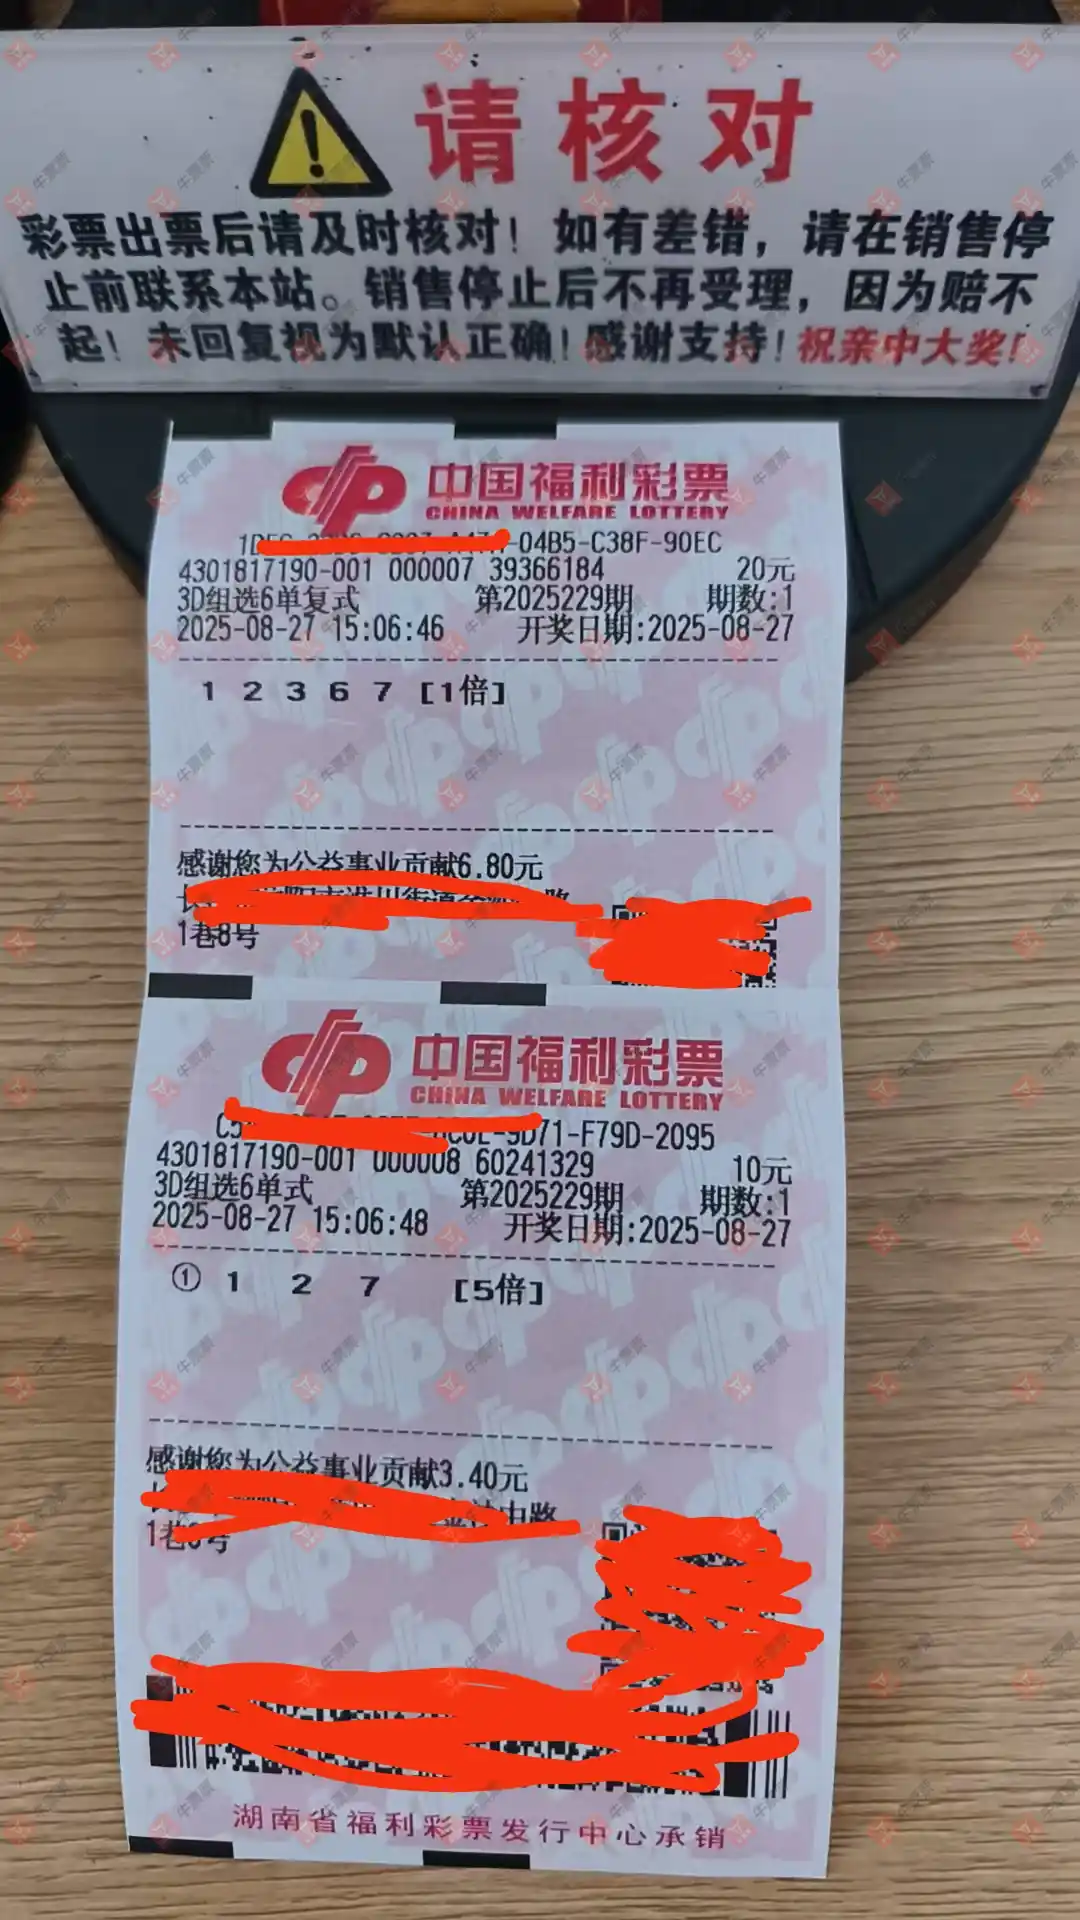 请核对
彩票出票后请及时核对！如有差错，请在销售停
止前联系本站。销售停止后不再受理，因为赔不
起！未回复视为默认正确！感谢支持！祝亲中大奖！
中国福利彩票
CHINA WELFARE LOTTERY
-04B5-C38F-90EC
4301817190-001 000007 39366184 20元
3D组选6单复式 第2025229期 期数:1
2025-08-27 15:06:46 开奖日期:2025-08-27
1 2 3 6 7 [1倍]
感谢您为公益事业贡献6.80元
1巷8号
中国福利彩票
CHINA WELFARE LOTTERY
-9D71-F79D-2095
4301817190-001 000008 60241329 10元
3D组选6单式 第2025229期 期数:1
2025-08-27 15:06:48 开奖日期:2025-08-27
① 1 2 7 [5倍]
感谢您为公益事业贡献3.40元
中路
1巷8号
湖南省福利彩票发行中心承销
牛票票